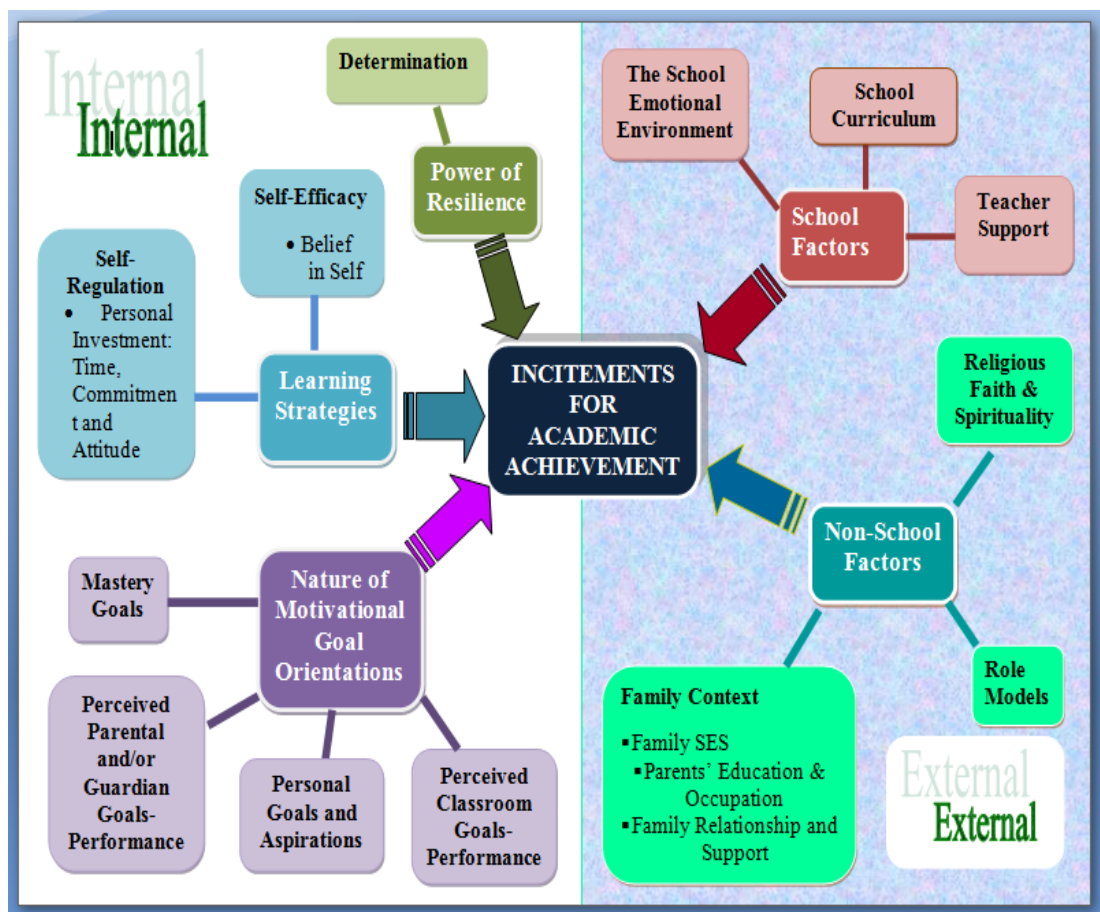 Internal
Internal
Determination
Power of
Resilience
Self-Efficacy
• Belief
in Self
Self-
Regulation
• Personal
Investment:
Time,
Commitmen
t and
Attitude
Learning
Strategies
INCITEMENTS
FOR
ACADEMIC
ACHIEVEMENT
Nature of
Motivational
Goal
Orientations
Mastery
Goals
Perceived
Parental
and/or
Guardian
Goals-
Performance
Personal
Goals and
Aspirations
Perceived
Classroom
Goals-
Performance
The School
Emotional
Environment
School
Curriculum
School
Factors
Teacher
Support
Religious
Faith &
Spirituality
Non-School
Factors
Role
Models
Family Context
▪Family SES
▪Parents’ Education &
Occupation
▪Family Relationship and
Support
External
External